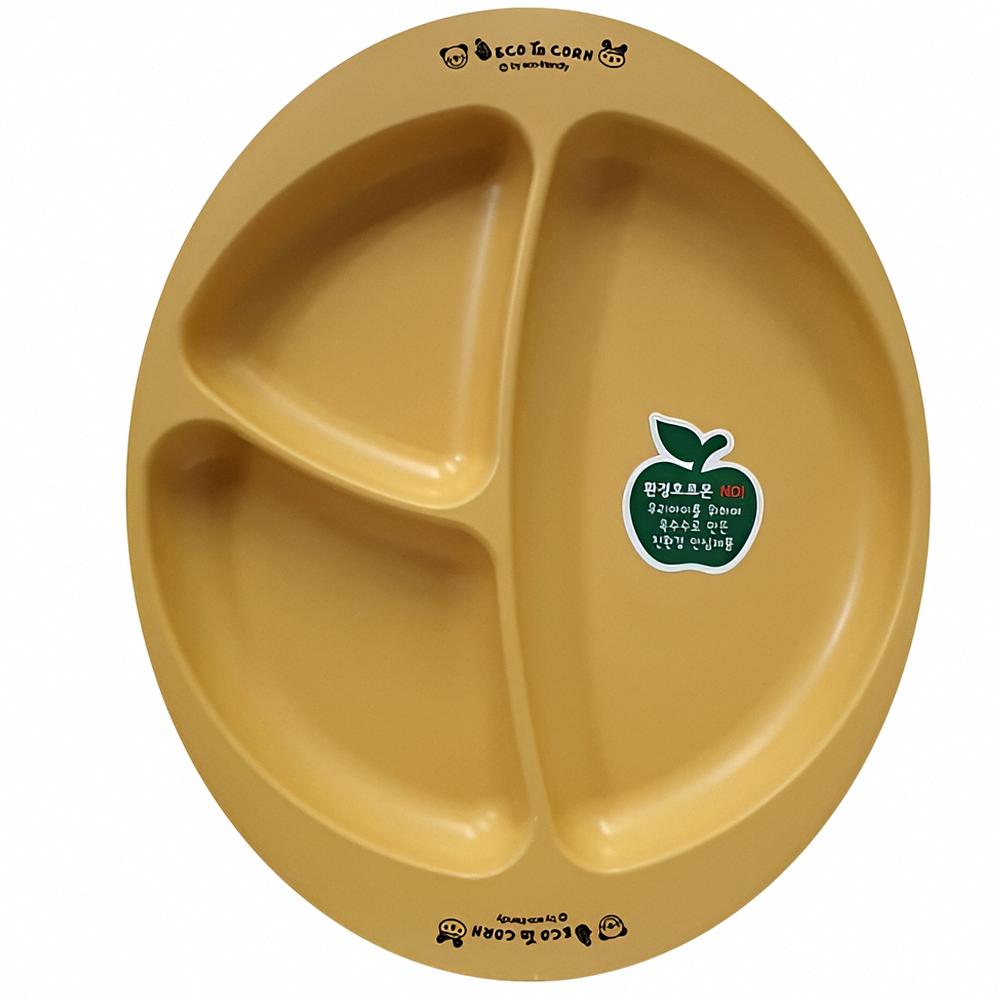 ECO To CORN
by eco-friendly
환경호르몬 NO!
우리아이를 위하여
옥수수로 만든
친환경 안심제품
by eco-friendly
ECO To CORN